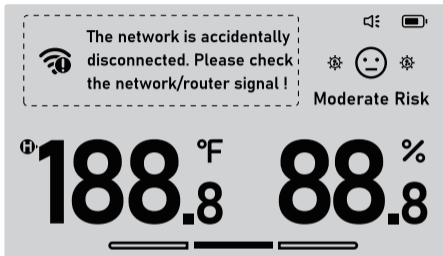 The network is accidentally
disconnected. Please check
the network/router signal !
Moderate Risk
H 188.8 °F 88.8 %